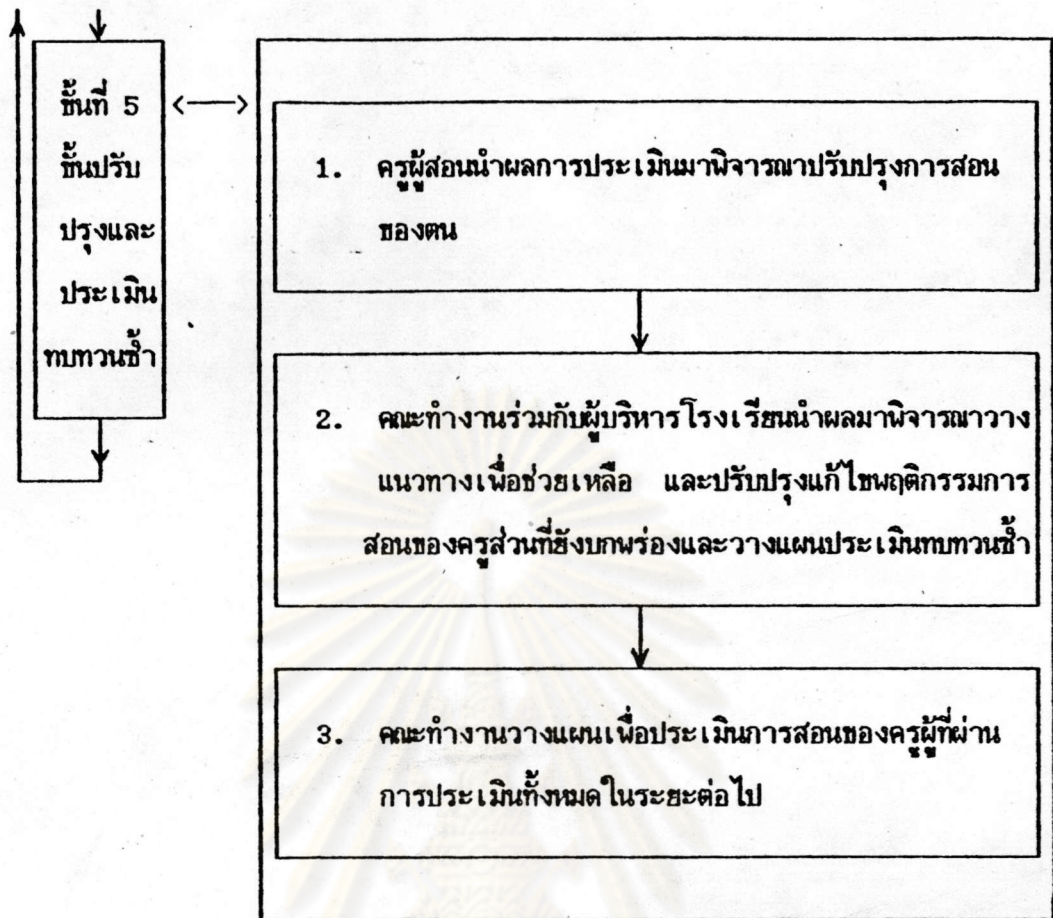 ขั้นที่ 5
ขั้นปรับ
ปรุงและ
ประเมิน
ทบทวนซ้ำ
<--->
1. ครูผู้สอนนำผลการประเมินมาพิจารณาปรับปรุงการสอน
ของตน
2. คณะทำงานร่วมกับผู้บริหารโรงเรียนนำผลมาพิจารณาวาง
แนวทางเพื่อช่วยเหลือ และปรับปรุงแก้ไขพฤติกรรมการ
สอนของครูส่วนที่ยังบกพร่องและวางแผนประเมินทบทวนซ้ำ
3. คณะทำงานวางแผนเพื่อประเมินการสอนของครูผู้ที่ผ่าน
การประเมินทั้งหมดในระยะต่อไป